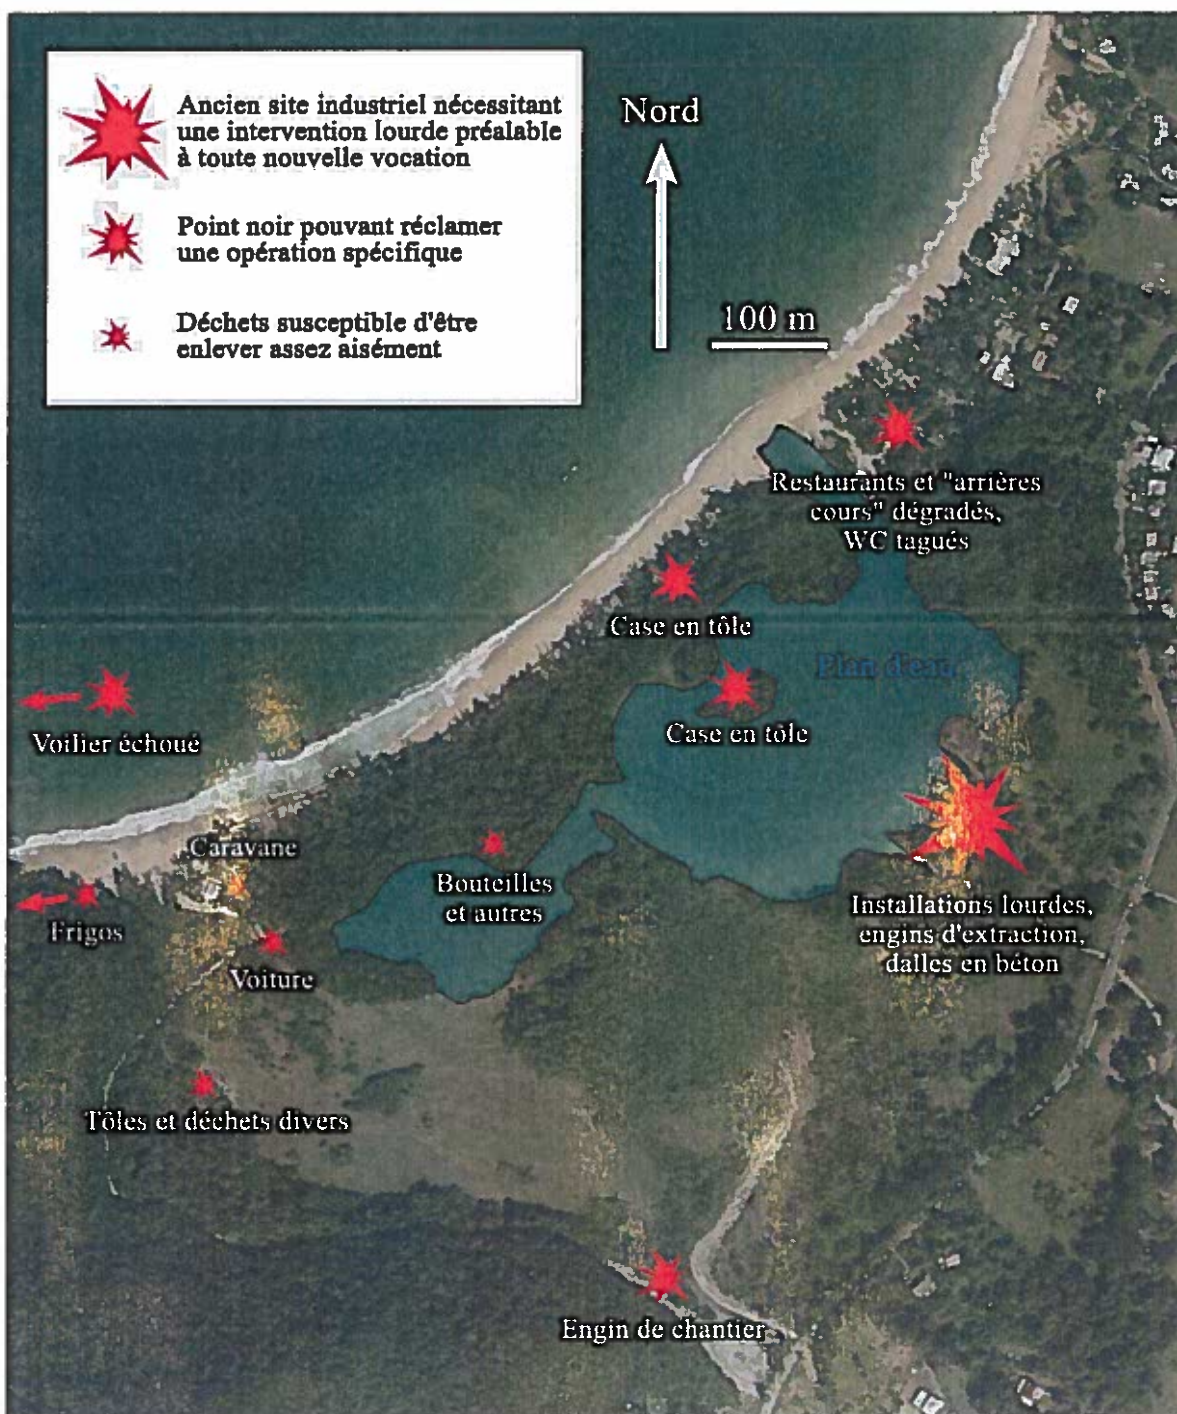 Ancien site industriel nécessitant
une intervention lourde préalable
à toute nouvelle vocation
Point noir pouvant réclamer
une opération spécifique
Déchets susceptible d'être
enlever assez aisément
Nord
100 m
Restaurants et "arrières
cours" dégradés,
WC tagués
Case en tôle
Plan d'eau
Case en tôle
Voilier échoué
Caravane
Bouteilles
et autres
Installations lourdes,
engins d'extraction,
dalles en béton
Frigos
Voiture
Tôles et déchets divers
Engin de chantier